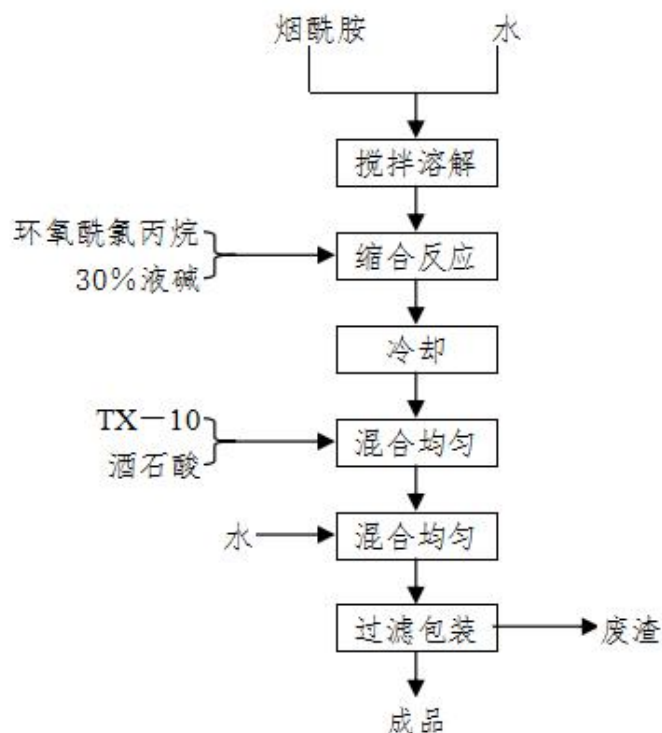 烟酰胺 水
搅拌溶解
环氧酰氯丙烷
30%液碱
缩合反应
冷却
TX－10
酒石酸
混合均匀
水
混合均匀
过滤包装
废渣
成品